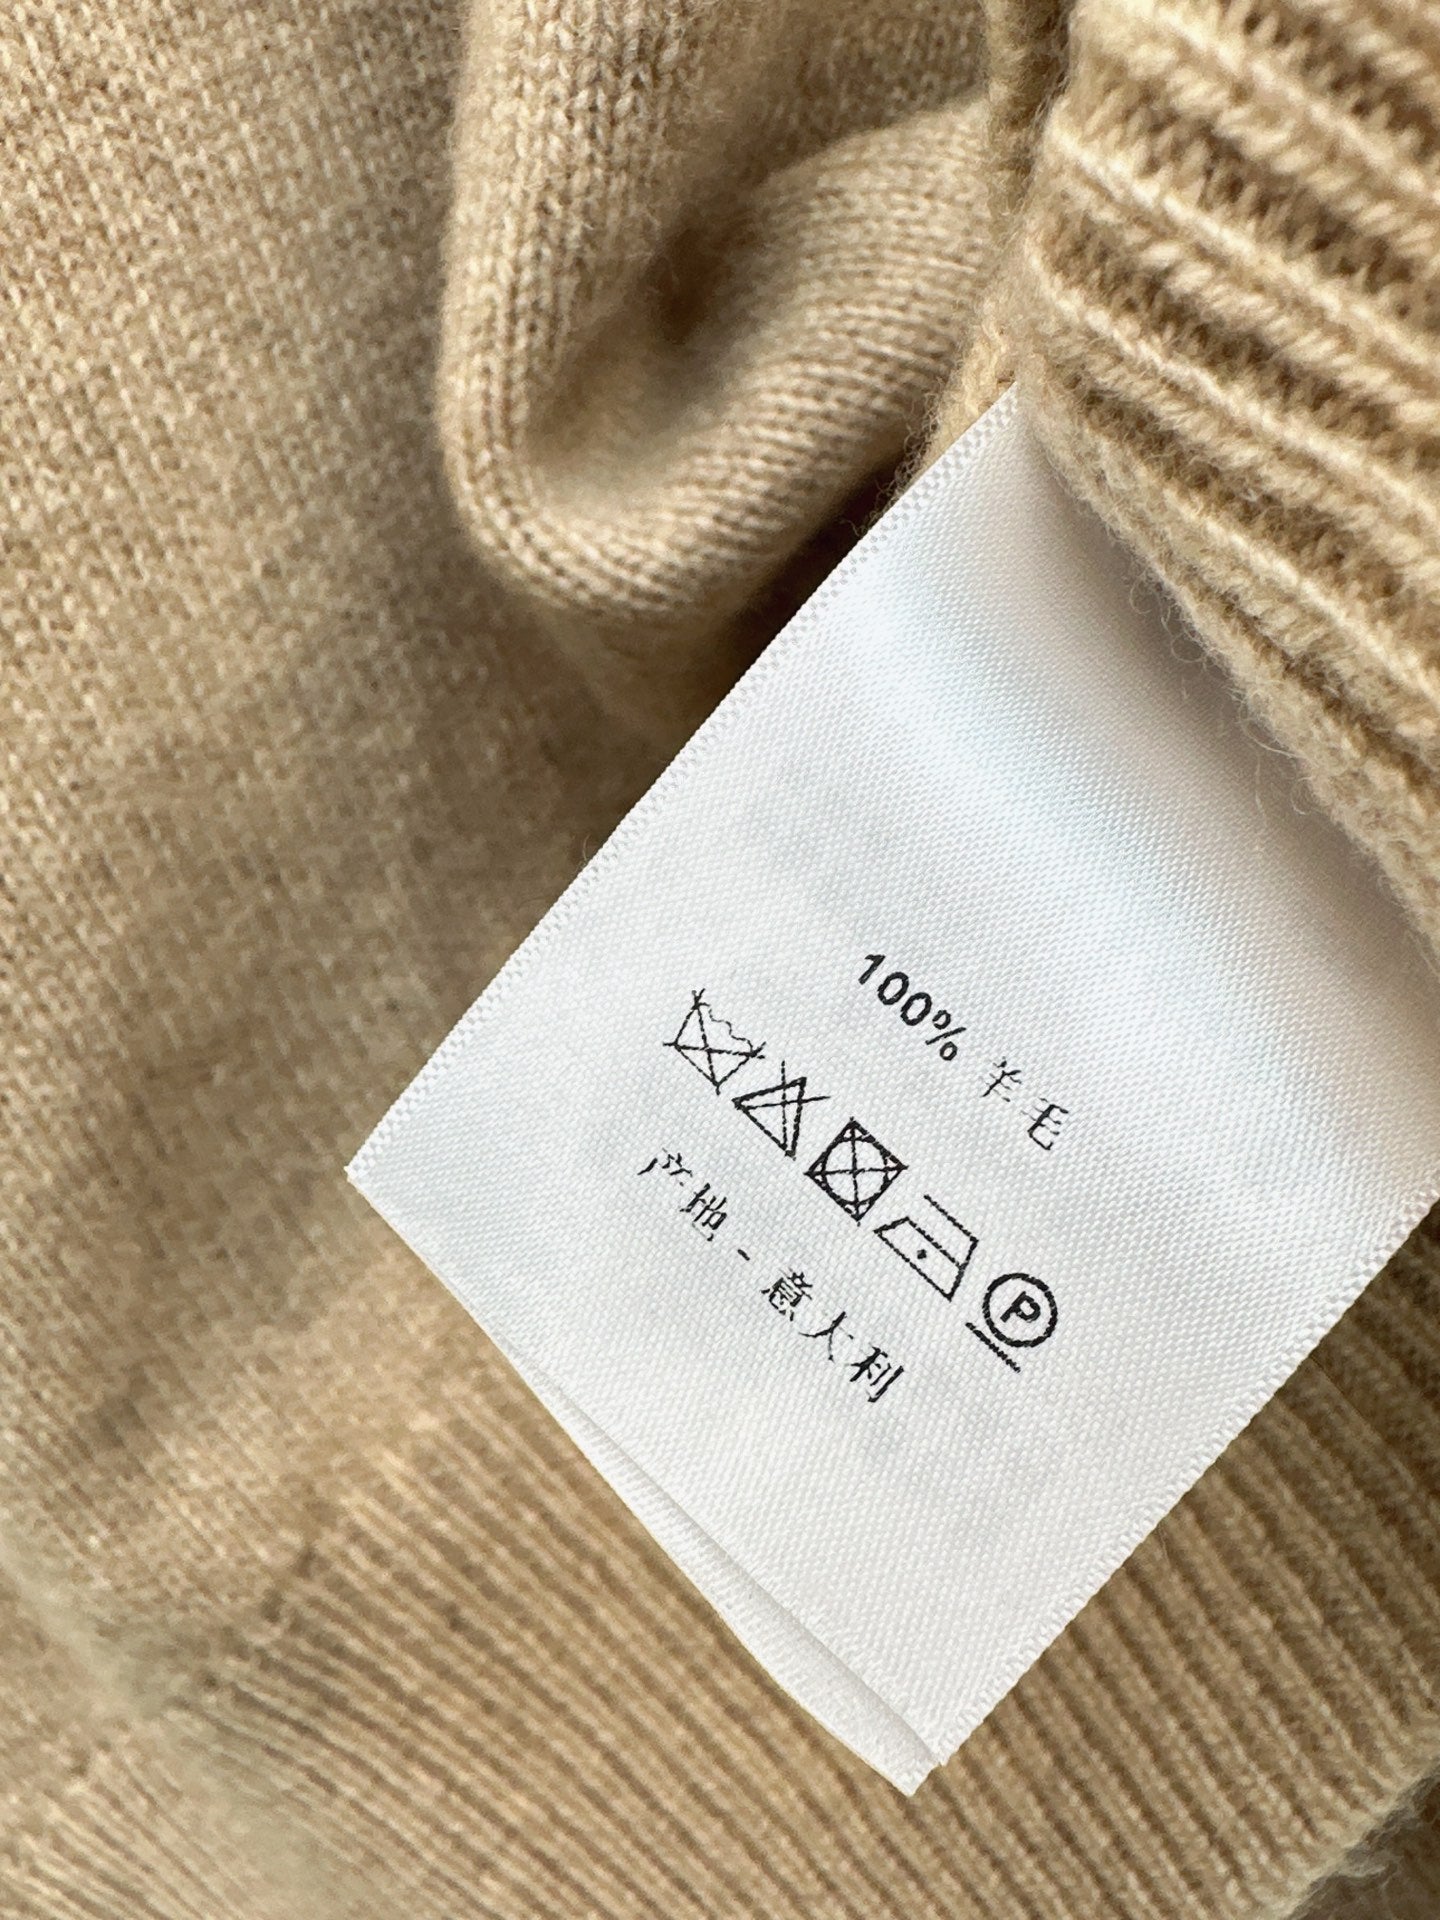 100% 羊毛
P
产地 - 意大利